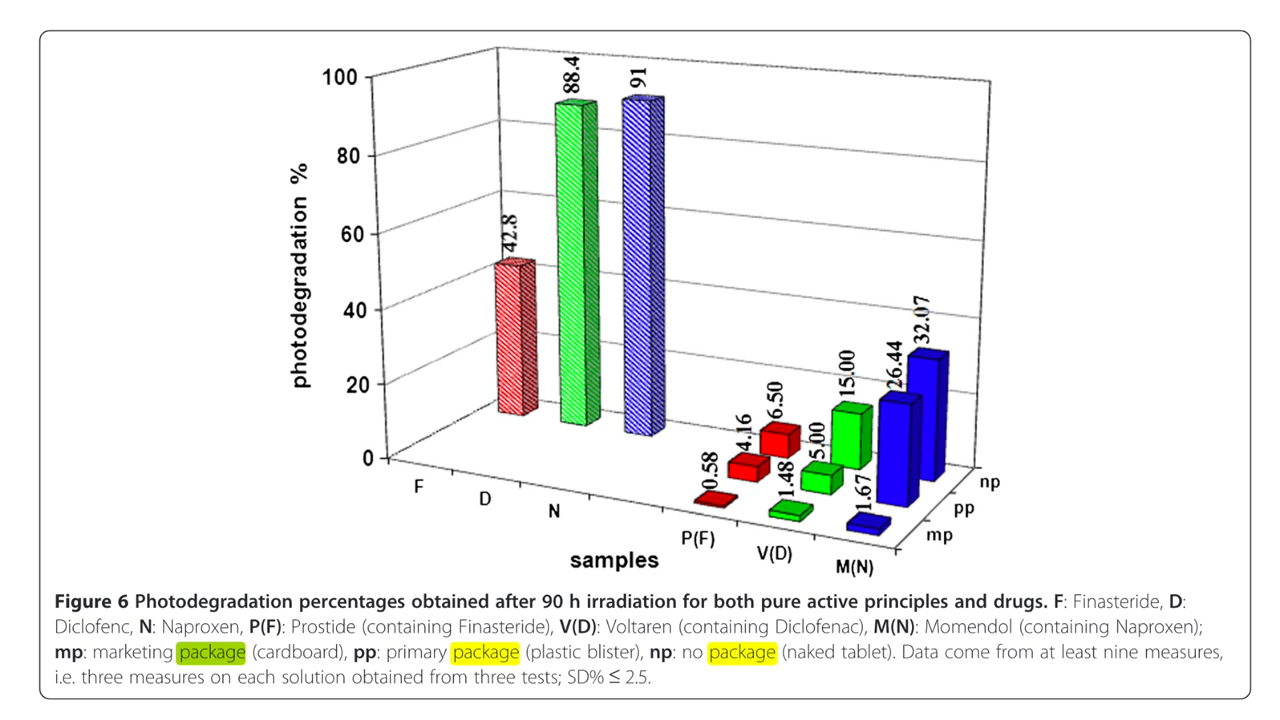 100
80
60
40
20
0
photodegradation %
42.8
88.4
91
0.58
4.16
6.50
1.48
5.00
15.00
1.67
26.44
32.07
F
D
N
P(F)
V(D)
M(N)
mp
pp
np
samples
Figure 6 Photodegradation percentages obtained after 90 h irradiation for both pure active principles and drugs. F: Finasteride, D:
Diclofenc, N: Naproxen, P(F): Prostide (containing Finasteride), V(D): Voltaren (containing Diclofenac), M(N): Momendol (containing Naproxen);
mp: marketing package (cardboard), pp: primary package (plastic blister), np: no package (naked tablet). Data come from at least nine measures,
i.e. three measures on each solution obtained from three tests; SD% ≤ 2.5.